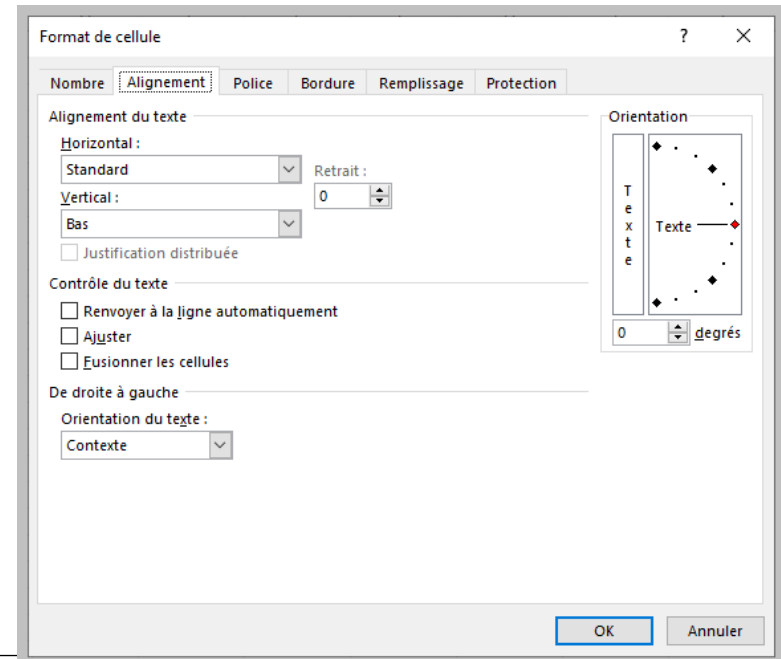 Format de cellule ? ×
Nombre Alignement Police Bordure Remplissage Protection
Alignement du texte
Horizontal :
Standard
Retrait :
0
Vertical :
Bas
Justification distribuée
Contrôle du texte
Renvoyer à la ligne automatiquement
Ajuster
Fusionner les cellules
De droite à gauche
Orientation du texte :
Contexte
Orientation
T
e
x
t
e
Texte
0 degrés
OK Annuler